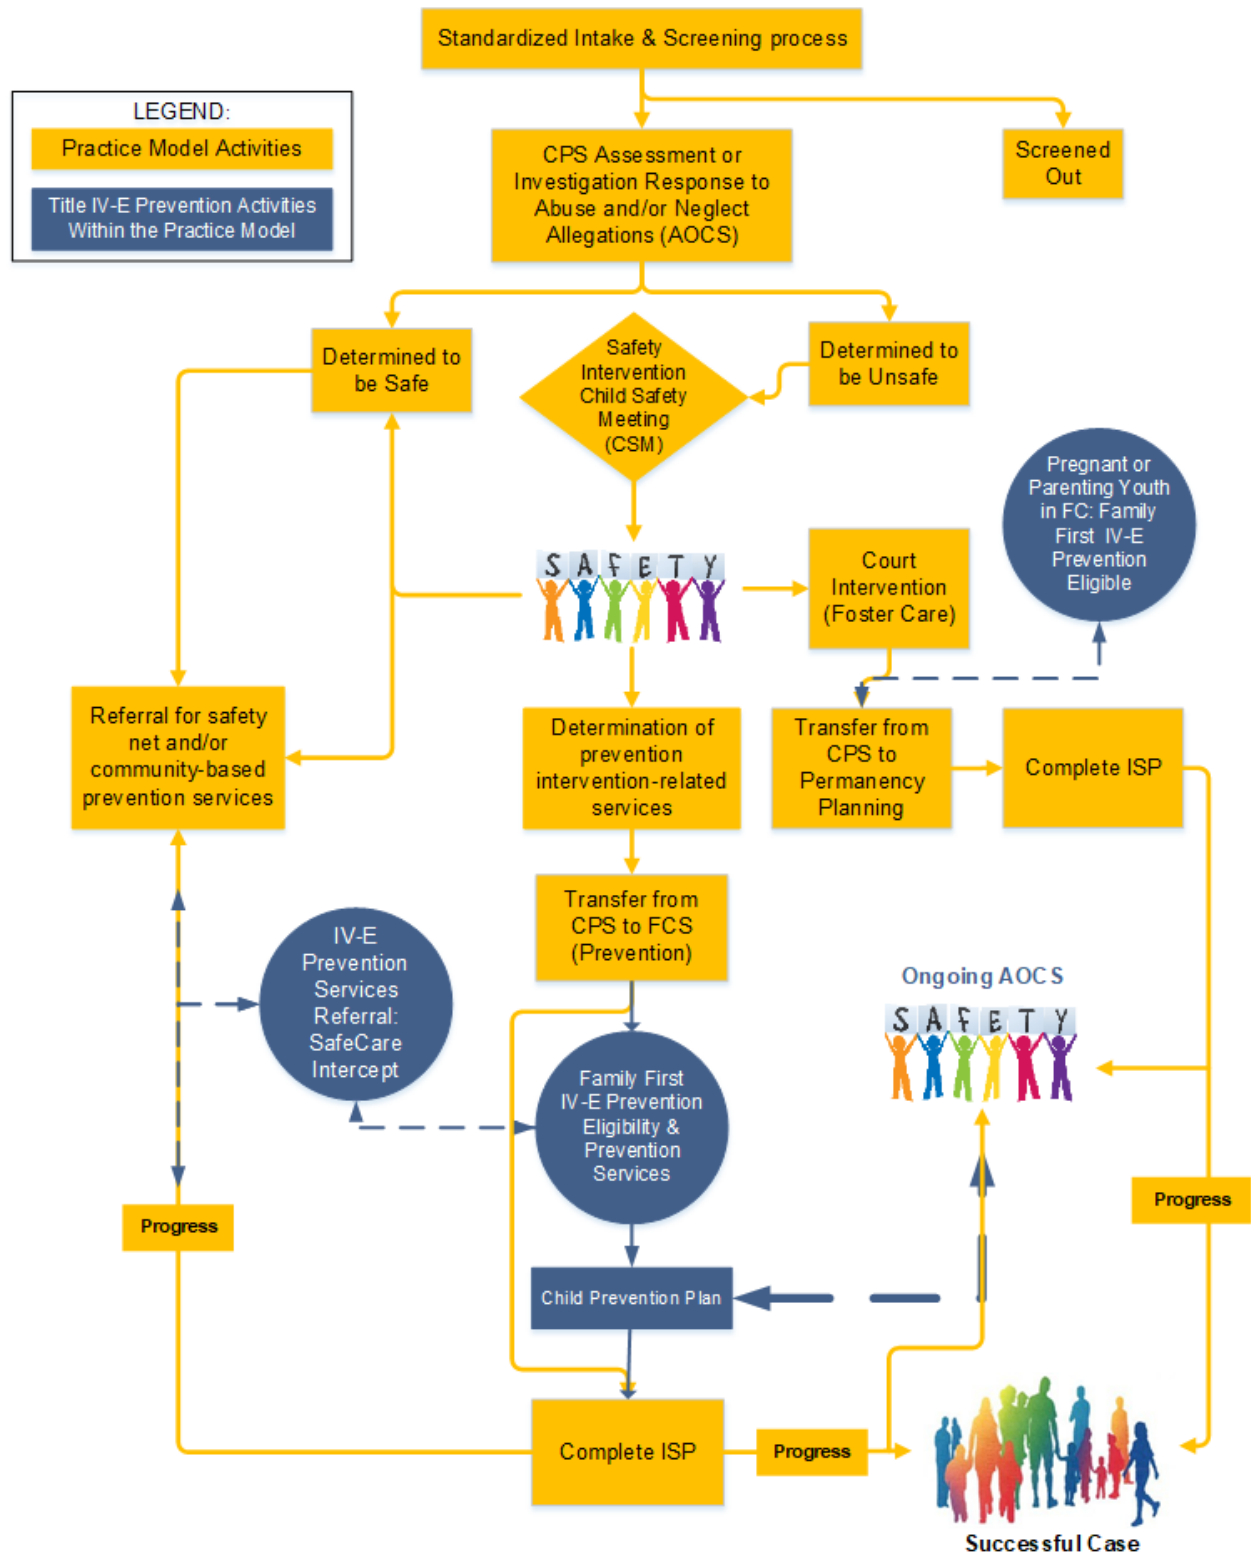 Standardized Intake & Screening process
LEGEND:
Practice Model Activities
Title IV-E Prevention Activities
Within the Practice Model
CPS Assessment or
Investigation Response to
Abuse and/or Neglect
Allegations (AOCS)
Screened
Out
Determined to
be Safe
Safety
Intervention
Child Safety
Meeting
(CSM)
Determined to
be Unsafe
Pregnant or
Parenting Youth
in FC: Family
First IV-E
Prevention
Eligible
SAFETY
Court
Intervention
(Foster Care)
Referral for safety
net and/or
community-based
prevention services
Determination of
prevention
intervention-related
services
Transfer from
CPS to
Permanency
Planning
Complete ISP
Transfer from
CPS to FCS
(Prevention)
IV-E
Prevention
Services
Referral:
SafeCare
Intercept
Ongoing AOCS
SAFETY
Family First
IV-E Prevention
Eligibility &
Prevention
Services
Progress
Progress
Child Prevention Plan
Complete ISP
Progress
Successful Case